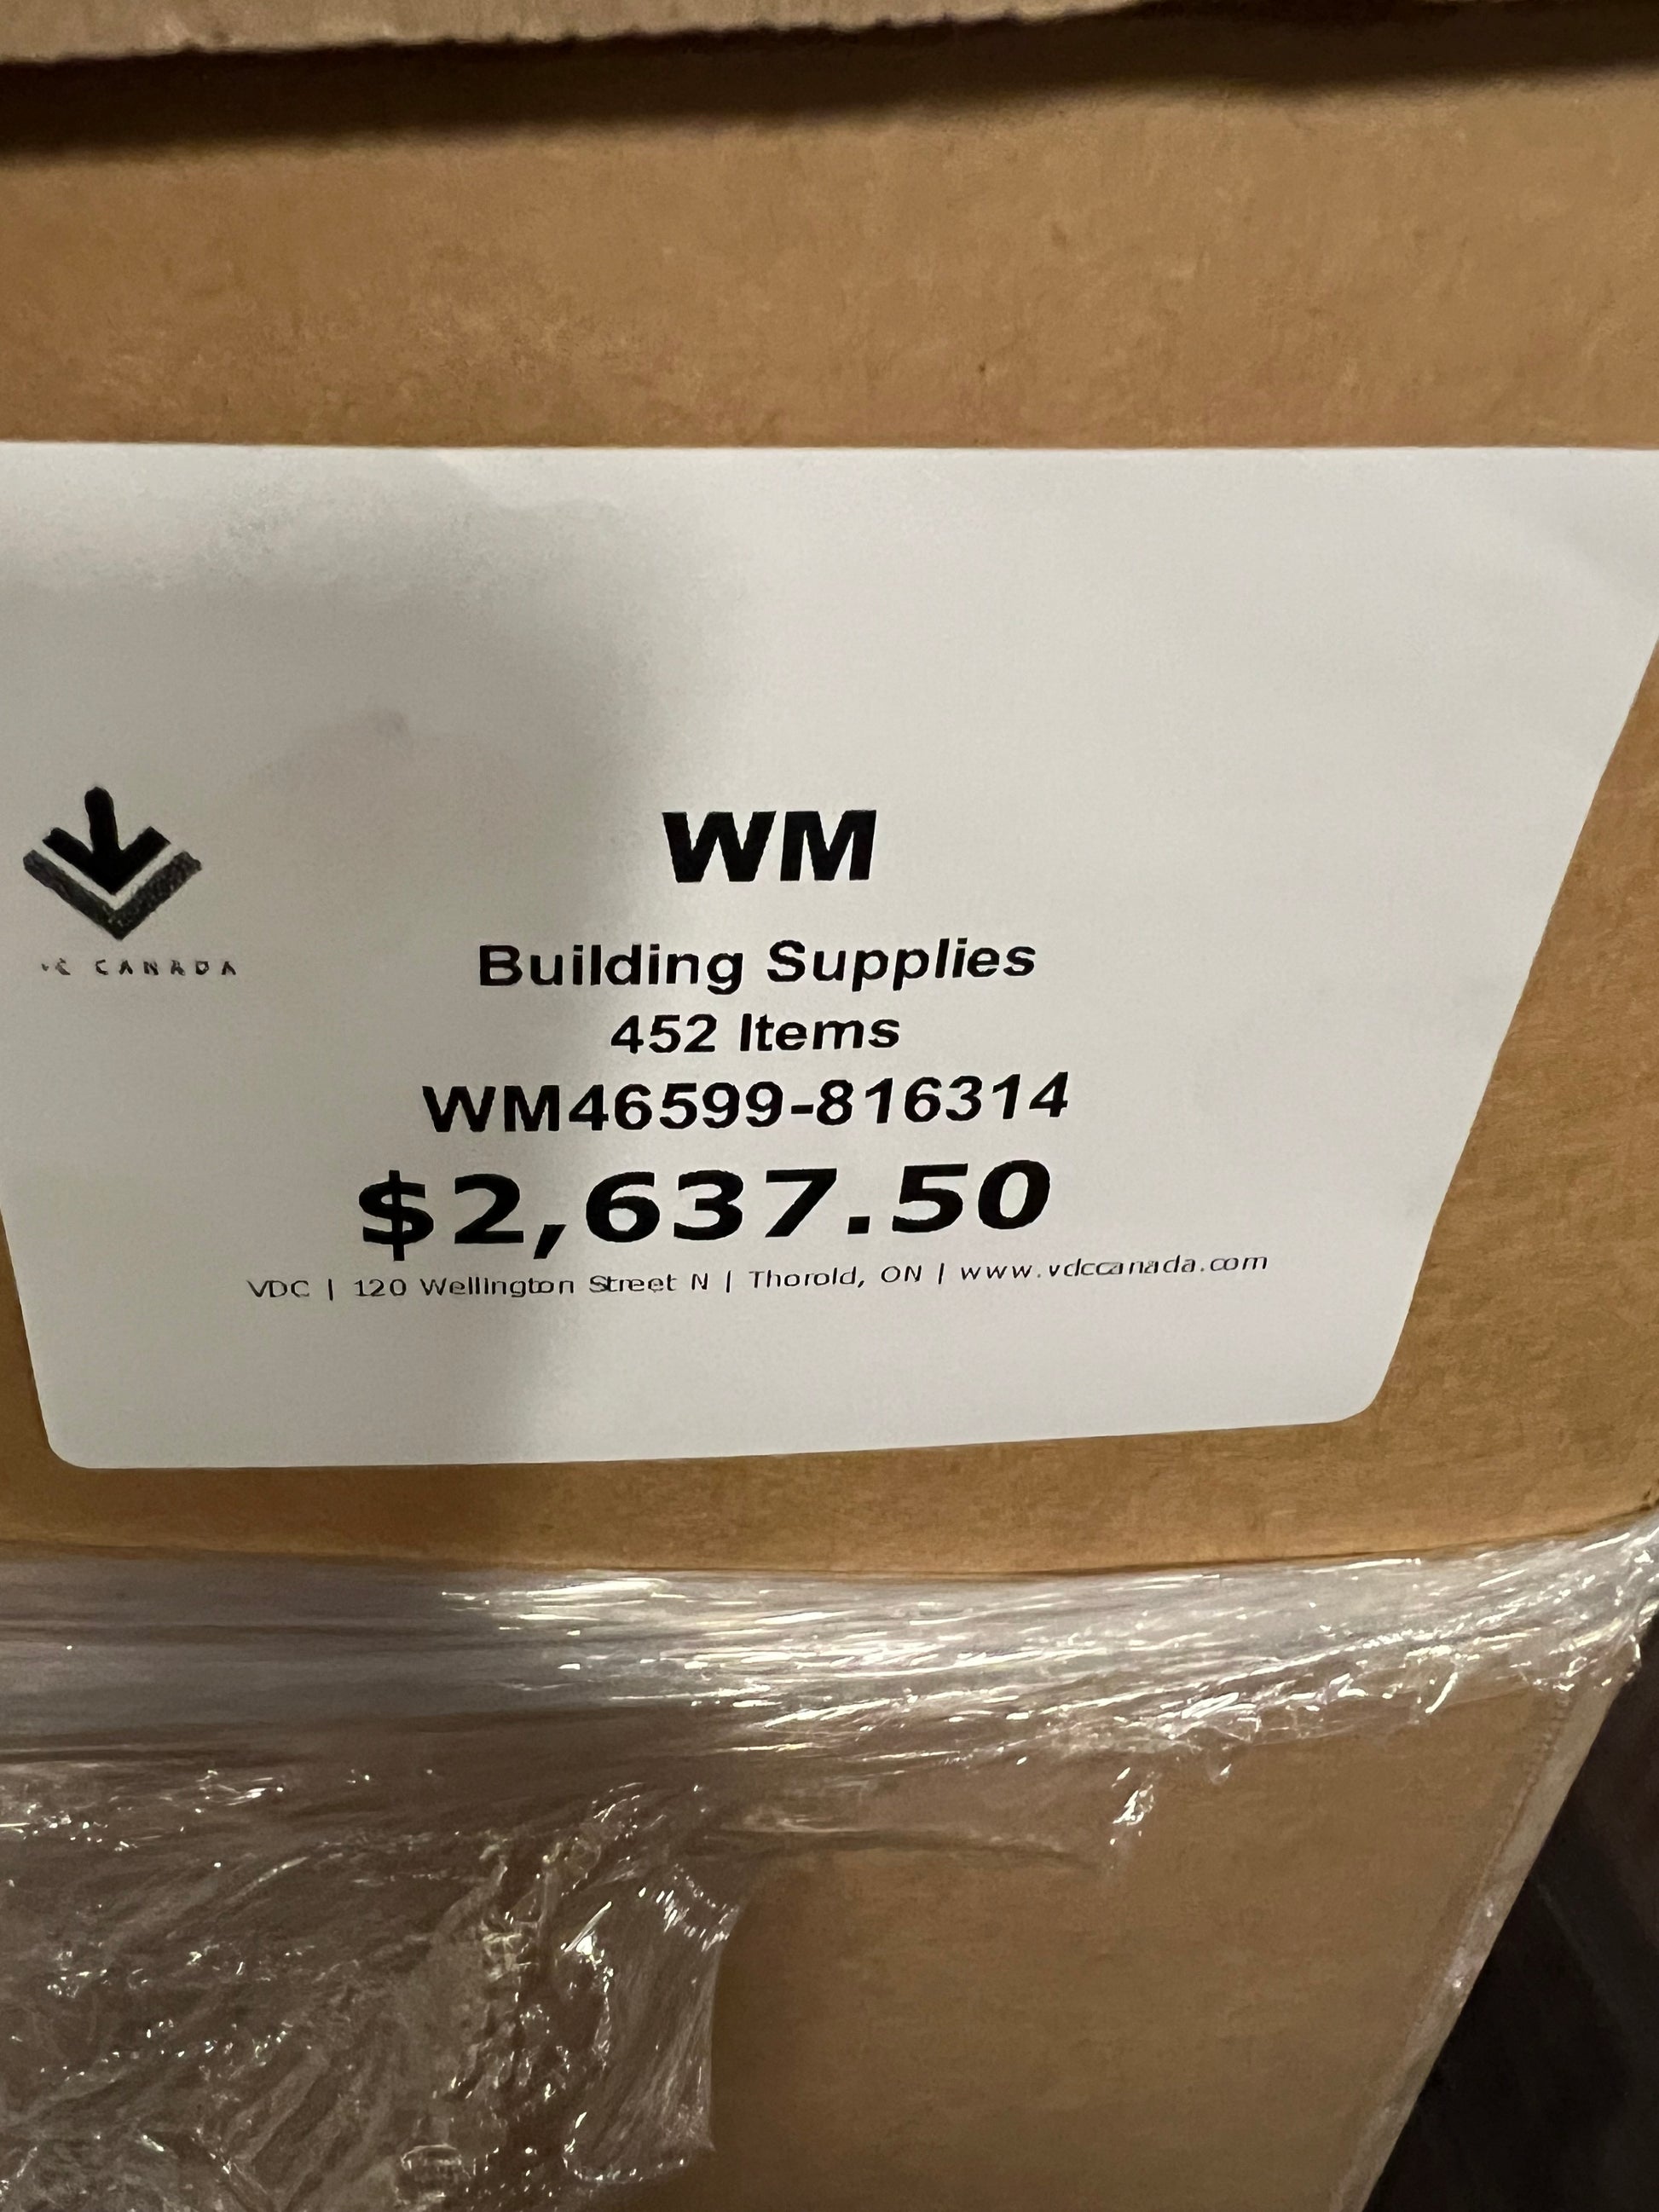 WM
CANADA
Building Supplies
452 Items
WM46599-816314
$2,637.50
VDC | 120 Wellington Street N | Thorold, ON | www.vdccanada.com